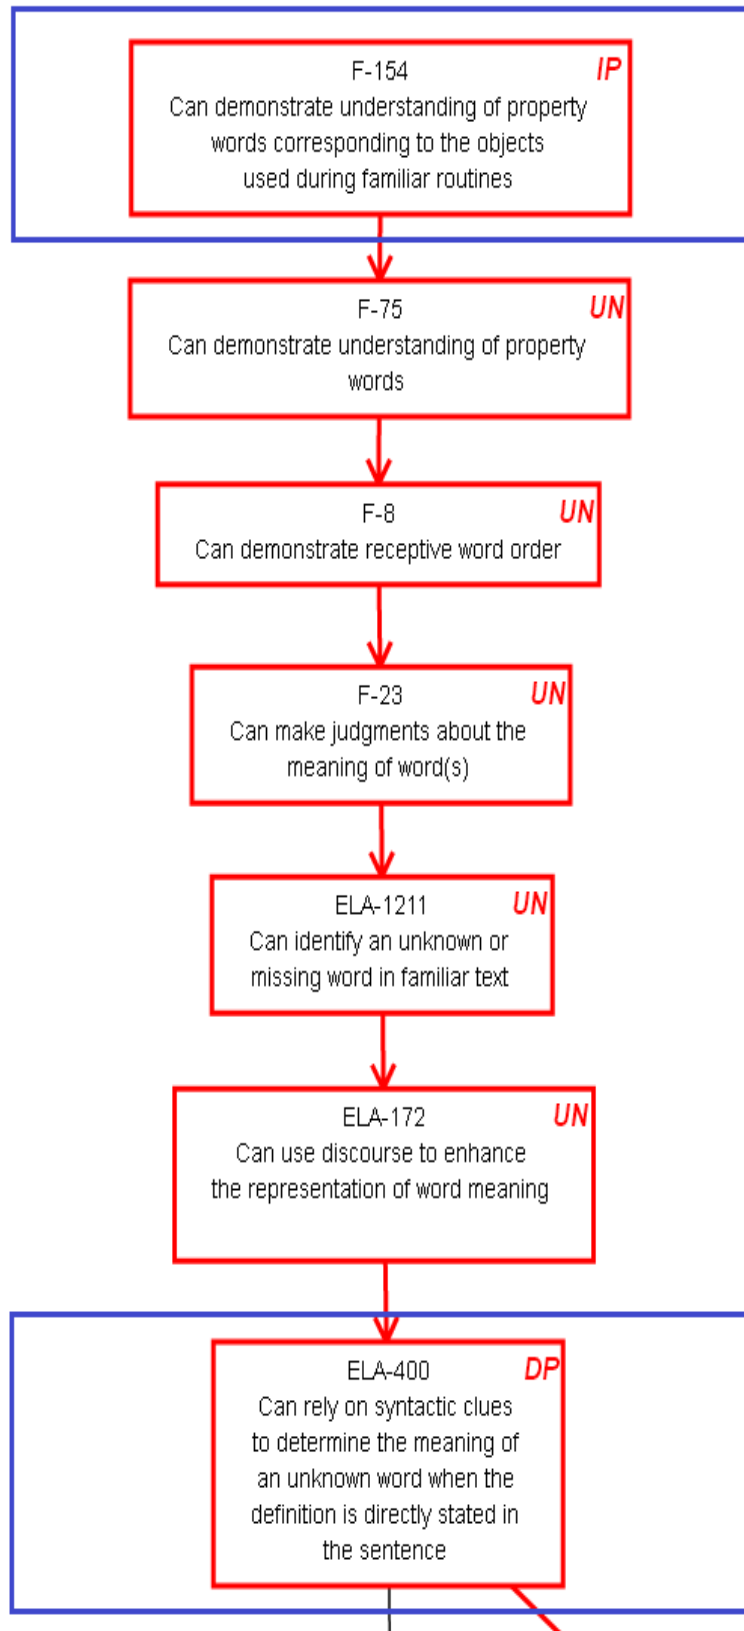 F-154 IP
Can demonstrate understanding of property
words corresponding to the objects
used during familiar routines
F-75 UN
Can demonstrate understanding of property
words
F-8 UN
Can demonstrate receptive word order
F-23 UN
Can make judgments about the
meaning of word(s)
ELA-1211 UN
Can identify an unknown or
missing word in familiar text
ELA-172 UN
Can use discourse to enhance
the representation of word meaning
ELA-400 DP
Can rely on syntactic clues
to determine the meaning of
an unknown word when the
definition is directly stated in
the sentence